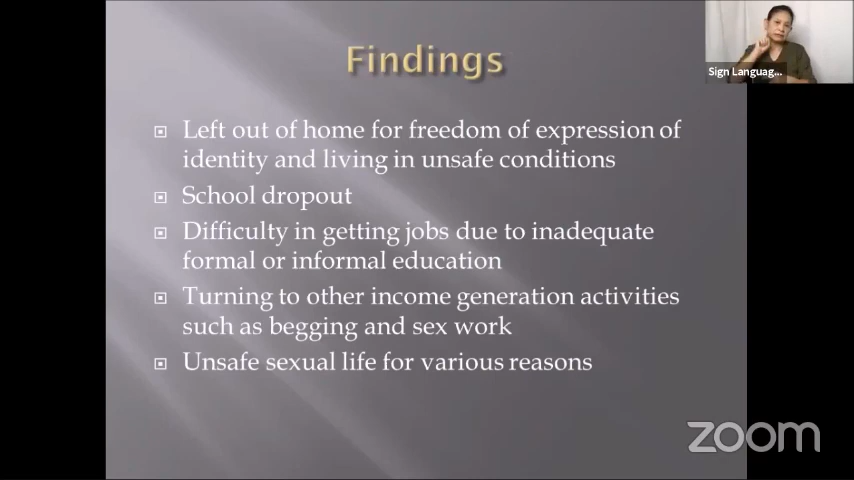 Findings
Sign Languag...
Left out of home for freedom of expression of
identity and living in unsafe conditions
School dropout
Difficulty in getting jobs due to inadequate
formal or informal education
Turning to other income generation activities
such as begging and sex work
Unsafe sexual life for various reasons
zoom